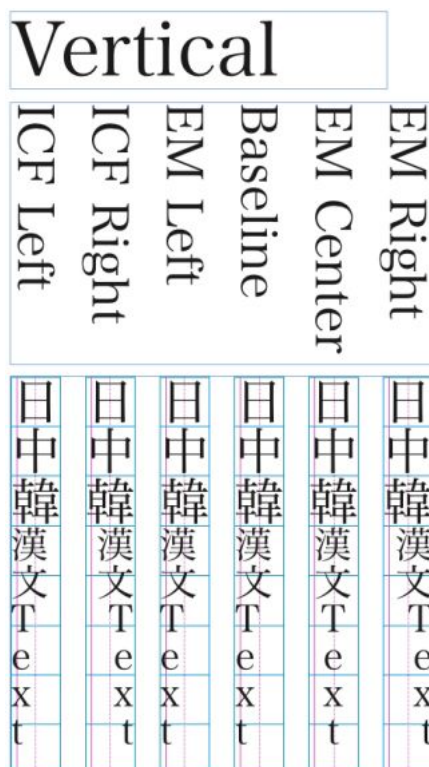 Vertical
ICF Left
ICF Right
EM Left
Baseline
EM Center
EM Right
日中韓漢文Text
日中韓漢文Text
日中韓漢文Text
日中韓漢文Text
日中韓漢文Text
日中韓漢文Text